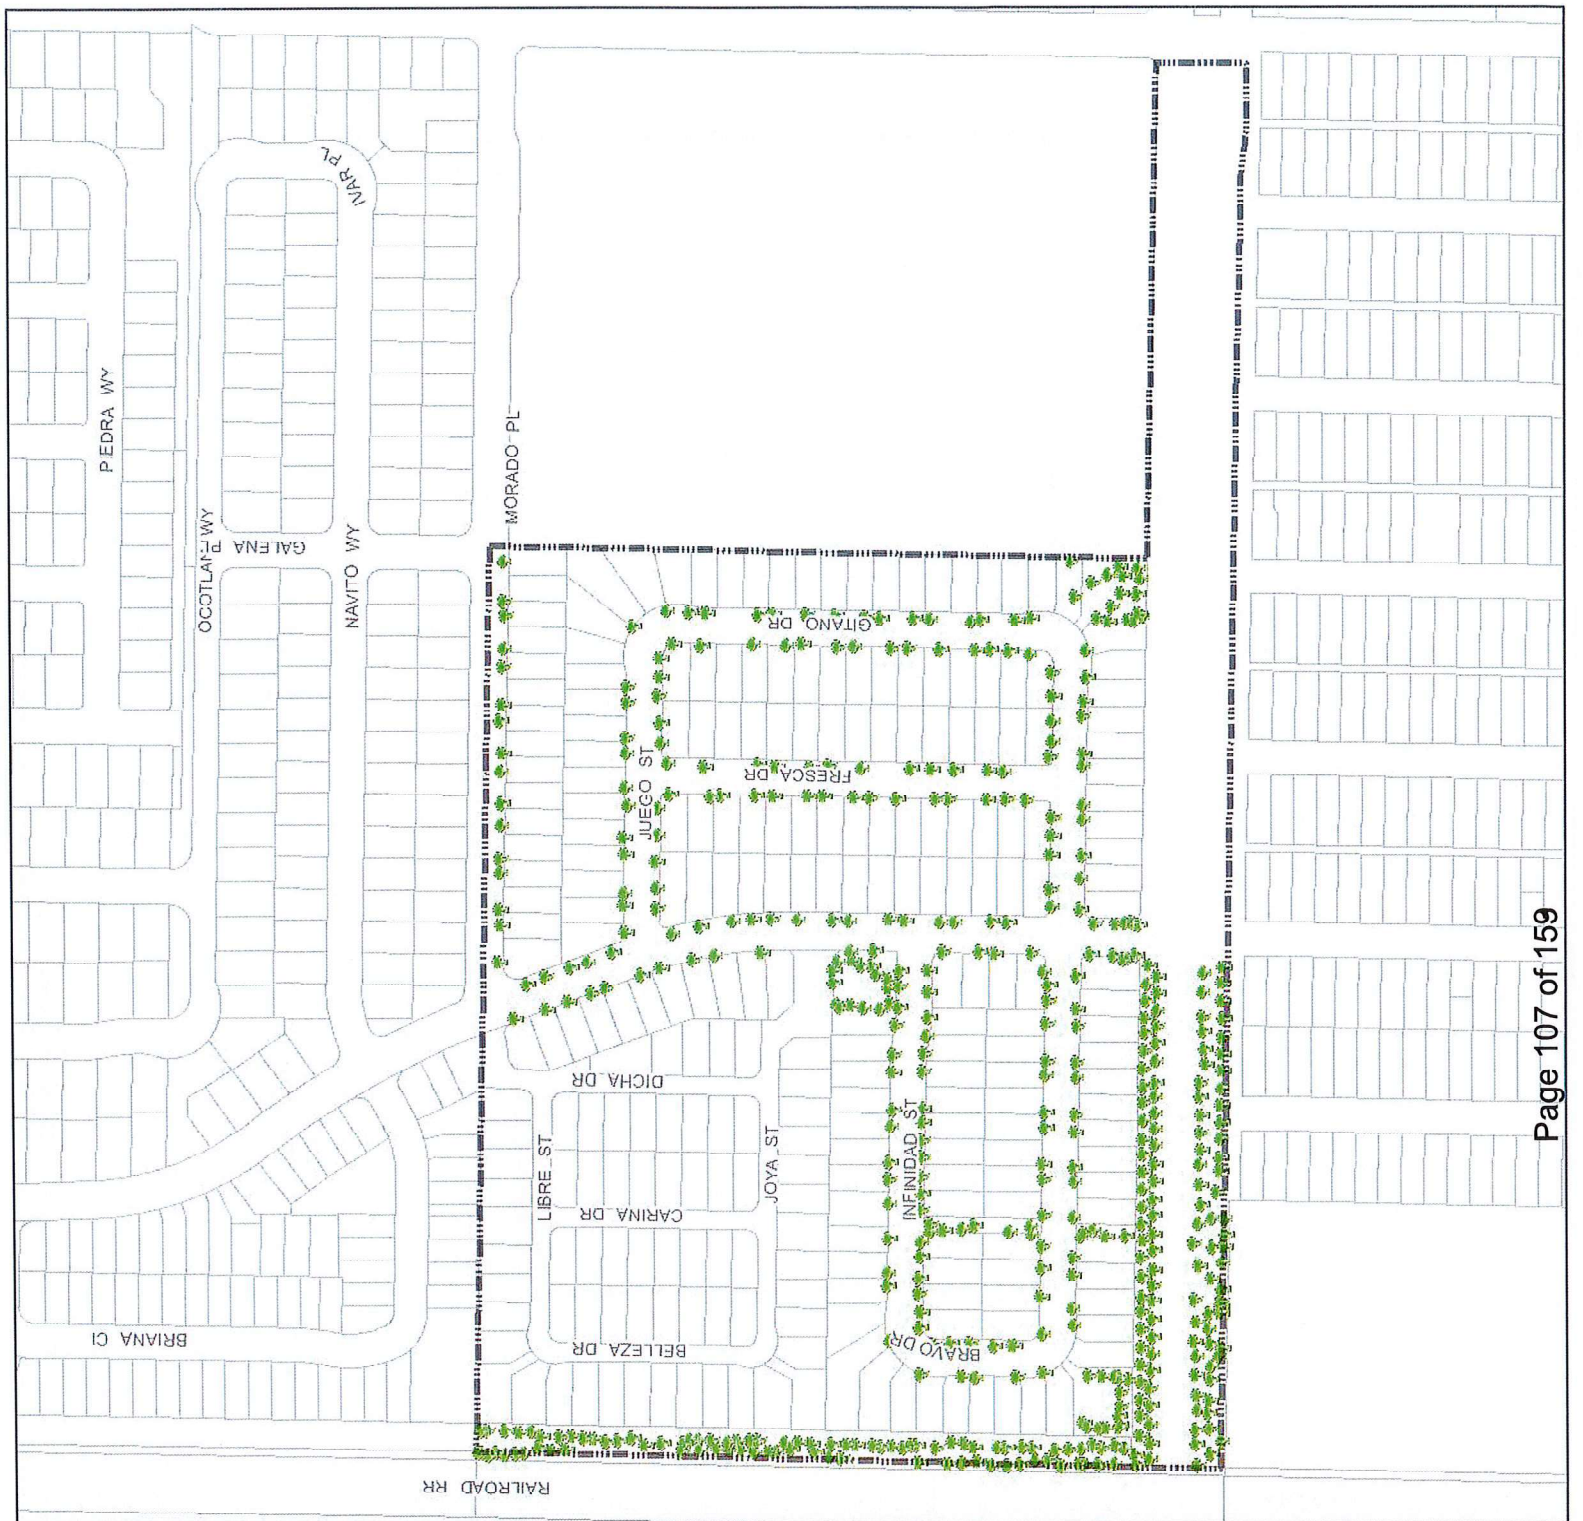 IVAR PL
PIEDRA WY
OCOTLAN WY
GALENA PL
NAVITO WY
MORADO PL
GITANO DR
JUEGO ST
FRESCA DR
DICHA DR
LIBRE ST
JOYA ST
INFINIDAD ST
CARINA DR
BRIANA CI
BELLEZA DR
BRAVO DR
RAILROAD RR
Page 107 of 159